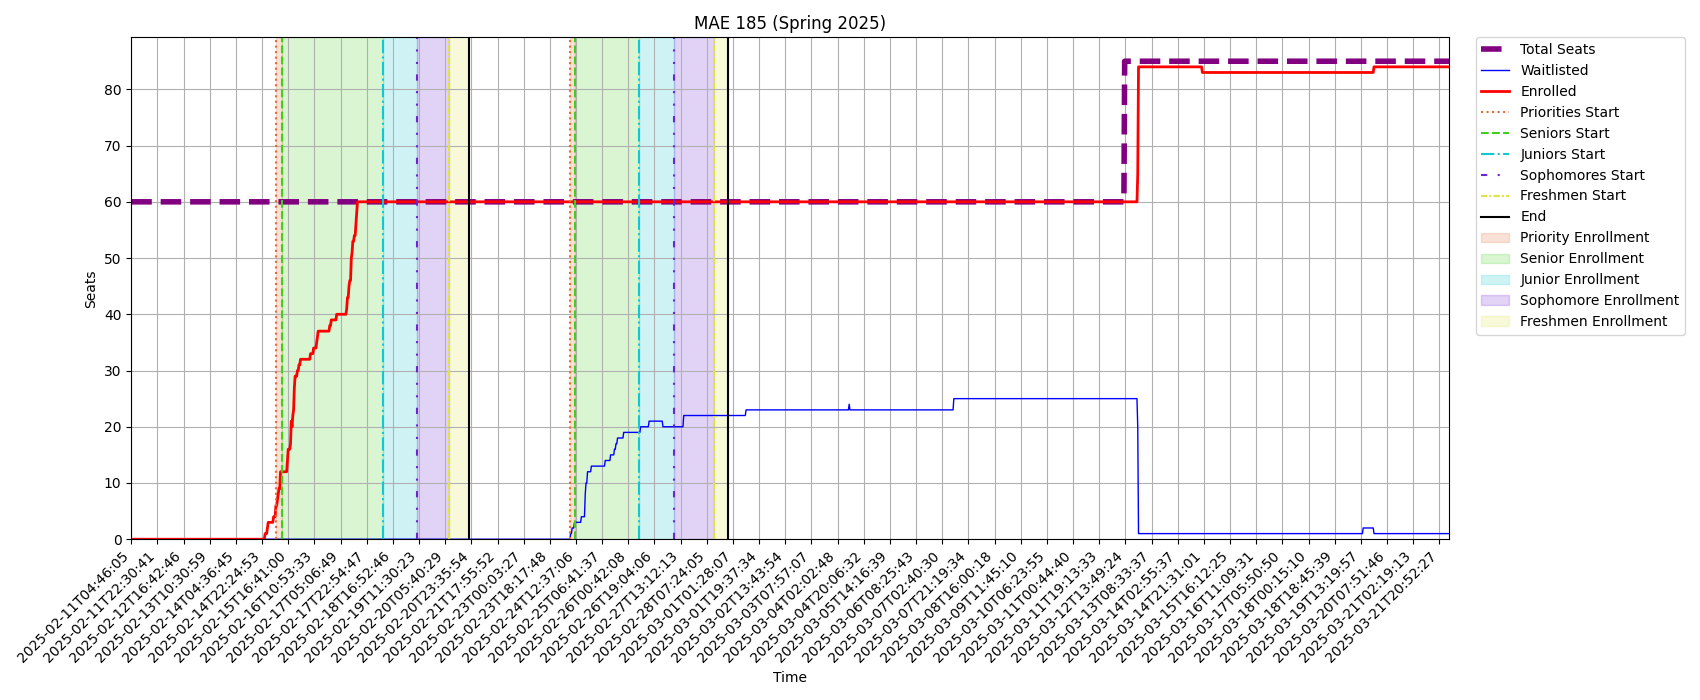 MAE 185 (Spring 2025)
Seats
80
70
60
50
40
30
20
10
0
2025-02-11T04:46:05
2025-02-11T22:30:41
2025-02-12T16:42:46
2025-02-13T10:30:59
2025-02-14T04:36:45
2025-02-14T22:24:53
2025-02-15T16:41:00
2025-02-16T10:53:33
2025-02-17T05:06:49
2025-02-17T22:54:47
2025-02-18T16:52:46
2025-02-19T11:30:23
2025-02-20T05:40:29
2025-02-20T23:35:54
2025-02-21T17:55:52
2025-02-23T00:03:27
2025-02-23T18:17:48
2025-02-24T12:37:06
2025-02-25T06:41:37
2025-02-26T00:42:08
2025-02-26T19:04:06
2025-02-27T13:12:13
2025-02-28T07:24:05
2025-03-01T01:28:07
2025-03-01T19:37:34
2025-03-02T13:43:54
2025-03-03T07:57:07
2025-03-04T02:02:48
2025-03-04T20:06:32
2025-03-05T14:16:39
2025-03-06T08:25:43
2025-03-07T02:40:30
2025-03-07T21:19:34
2025-03-08T16:00:18
2025-03-09T11:45:10
2025-03-10T06:23:55
2025-03-11T00:44:40
2025-03-11T19:13:33
2025-03-12T13:49:24
2025-03-13T08:33:37
2025-03-14T02:55:37
2025-03-14T21:31:01
2025-03-15T16:12:25
2025-03-16T11:09:31
2025-03-17T05:50:50
2025-03-18T00:15:10
2025-03-18T18:45:39
2025-03-19T13:19:57
2025-03-20T07:51:46
2025-03-21T02:19:13
2025-03-21T20:52:27
Time
Total Seats
Waitlisted
Enrolled
Priorities Start
Seniors Start
Juniors Start
Sophomores Start
Freshmen Start
End
Priority Enrollment
Senior Enrollment
Junior Enrollment
Sophomore Enrollment
Freshmen Enrollment